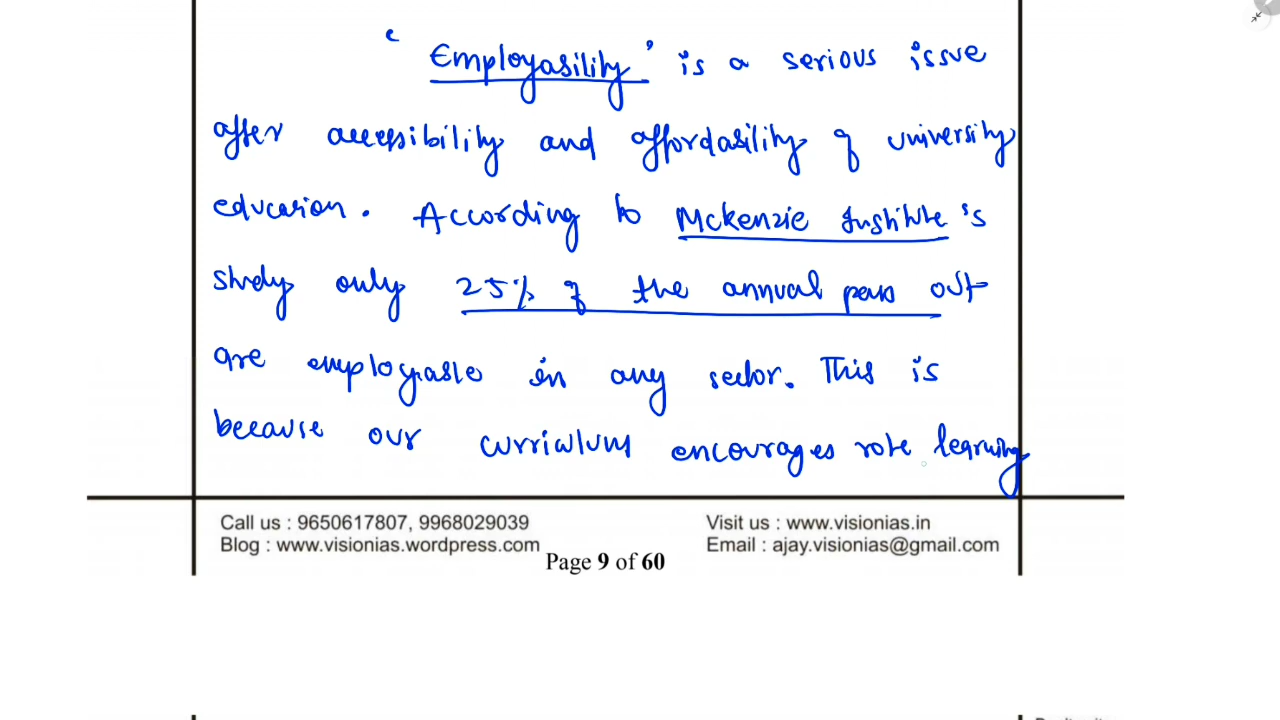 'Employability' is a serious issue
after accessibility and affordability of university
education. According to Mckenzie Institute's
study only 25% of the annual pass out
are employable in any sector. This is
because our curriculum encourages rote learning
Call us : 9650617807, 9968029039
Visit us : www.visionias.in
Blog : www.visionias.wordpress.com
Email : ajay.visionias@gmail.com
Page 9 of 60